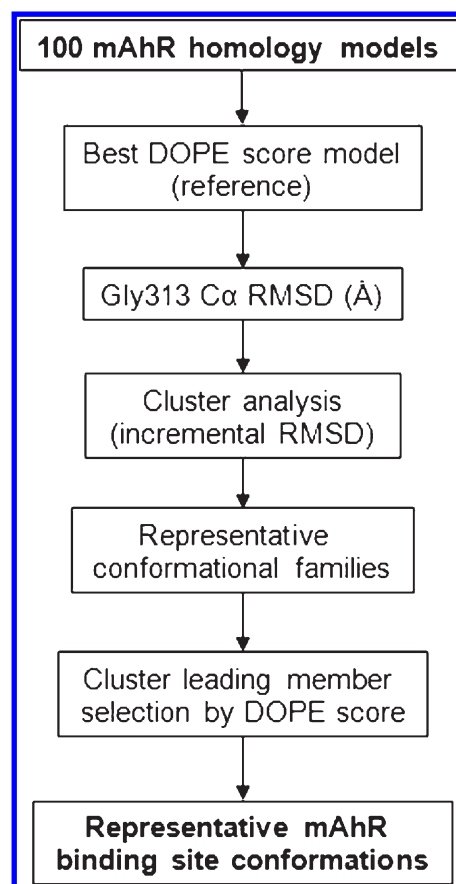 100 mAhR homology models
Best DOPE score model
(reference)
Gly313 Cα RMSD (Å)
Cluster analysis
(incremental RMSD)
Representative
conformational families
Cluster leading member
selection by DOPE score
Representative mAhR
binding site conformations